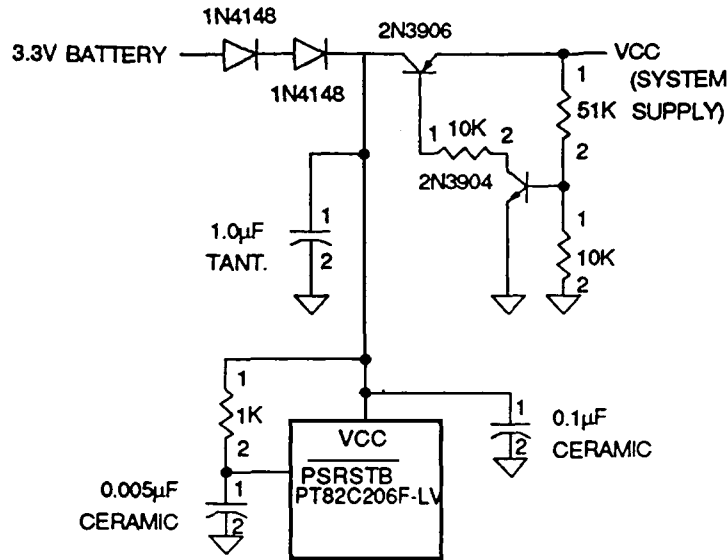 1N4148
2N3906
3.3V BATTERY
VCC
(SYSTEM
SUPPLY)
1N4148
1
51K
2
1 10K 2
2N3904
1
10K
2
1.0µF
TANT.
1
2
1
1K
2
VCC
PSRSTB
PT82C206F-LV
0.1µF
CERAMIC
1
2
0.005µF
CERAMIC
1
2